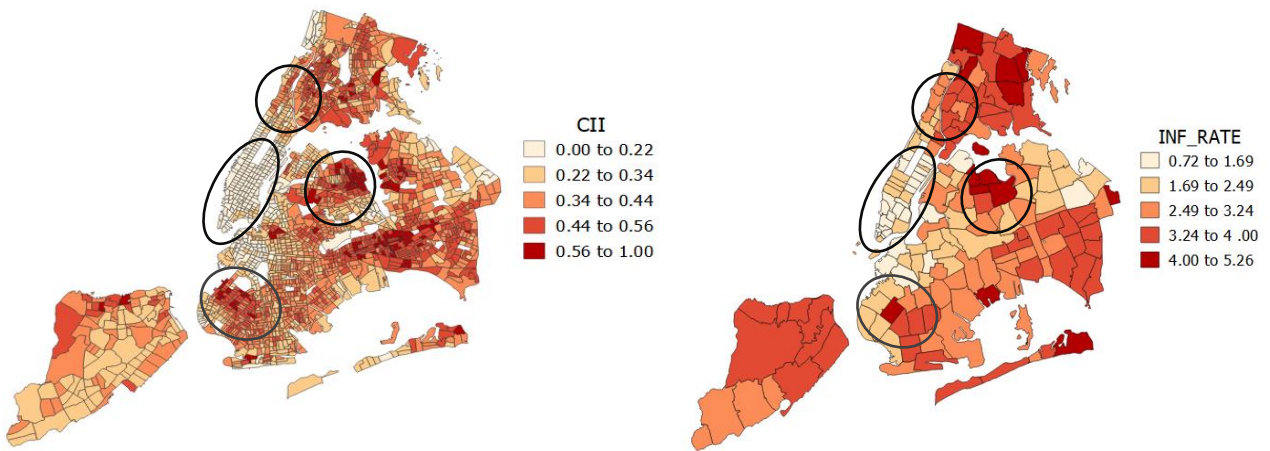 CII
0.00 to 0.22
0.22 to 0.34
0.34 to 0.44
0.44 to 0.56
0.56 to 1.00
INF_RATE
0.72 to 1.69
1.69 to 2.49
2.49 to 3.24
3.24 to 4 .00
4.00 to 5.26